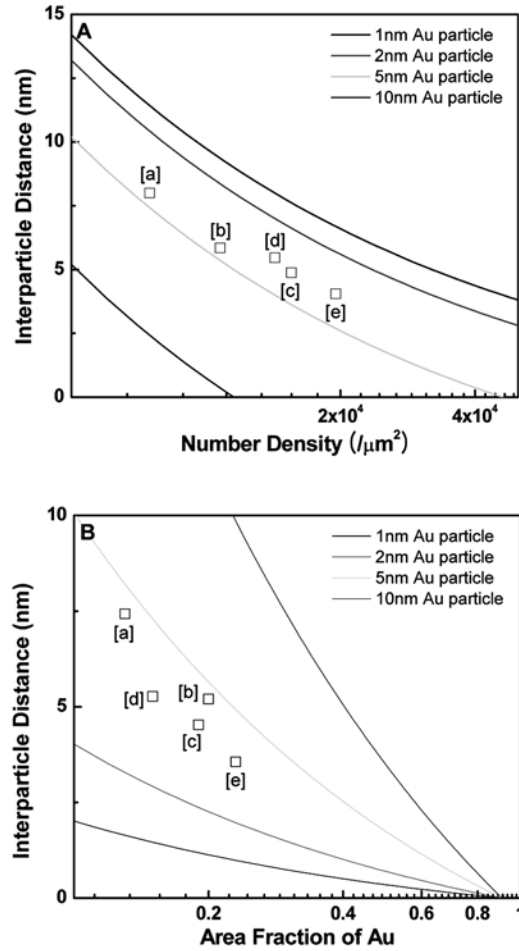 A
1nm Au particle
2nm Au particle
5nm Au particle
10nm Au particle
15
10
5
0
Interparticle Distance (nm)
[a]
[b]
[d]
[c]
[e]
2x10⁴
4x10⁴
Number Density (/μm²)
B
1nm Au particle
2nm Au particle
5nm Au particle
10nm Au particle
10
5
0
Interparticle Distance (nm)
[a]
[d]
[b]
[c]
[e]
0.2
0.4
0.6
0.8
1
Area Fraction of Au